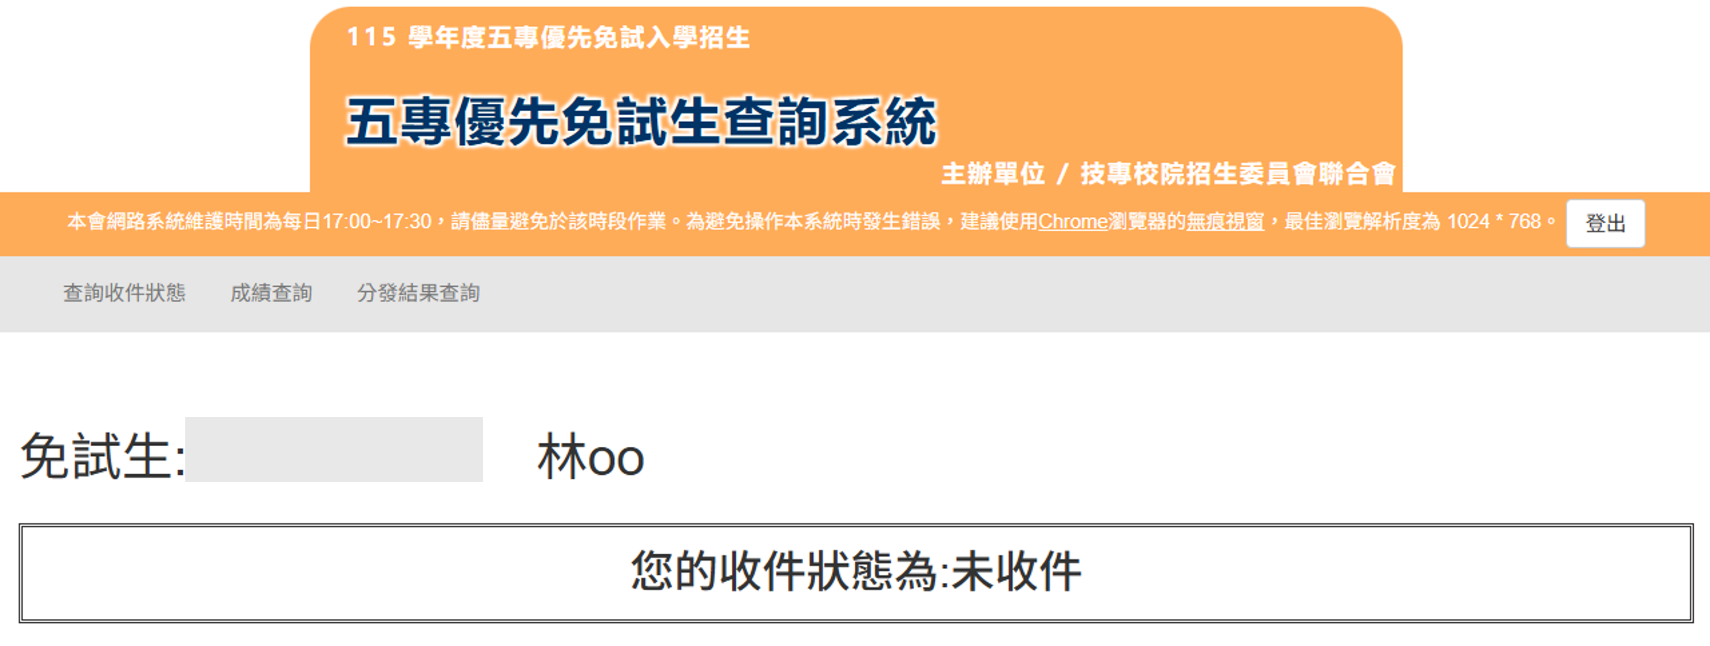 115 學年度五專優先免試入學招生
五專優先免試生查詢系統
主辦單位 / 技專校院招生委員會聯合會
本會網路系統維護時間為每日17:00~17:30，請儘量避免於該時段作業。為避免操作本系統時發生錯誤，建議使用Chrome瀏覽器的無痕視窗，最佳瀏覽解析度為 1024 * 768。 登出
查詢收件狀態 成績查詢 分發結果查詢
免試生: 林oo
您的收件狀態為:未收件